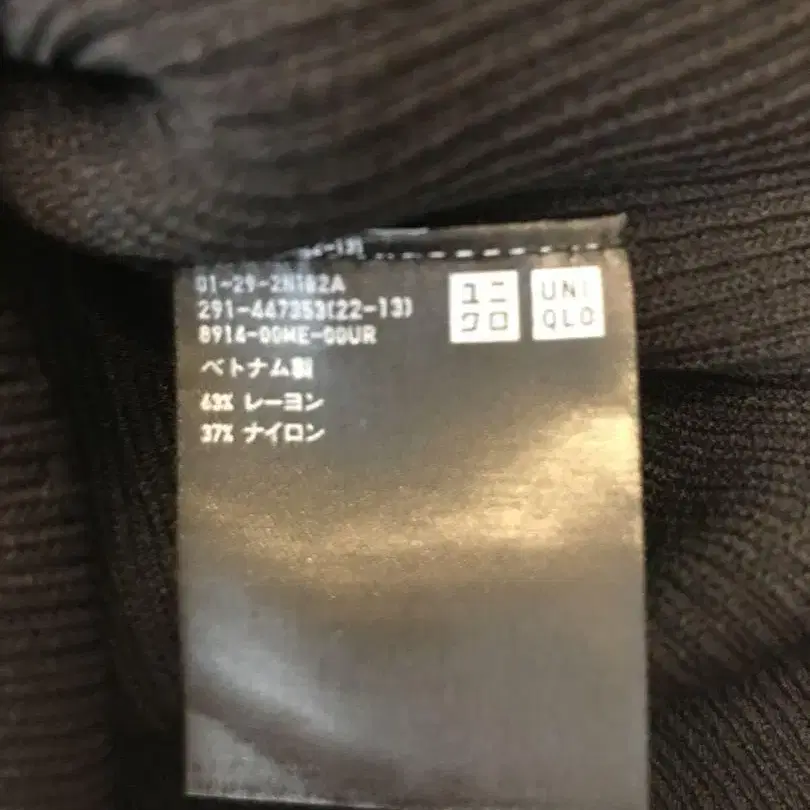 01-29-2N182A
291-447353(22-13)
8914-00ME-00UR
ベトナム製
63% レーヨン
37% ナイロン
ユニ
クロ
UNI
QLO